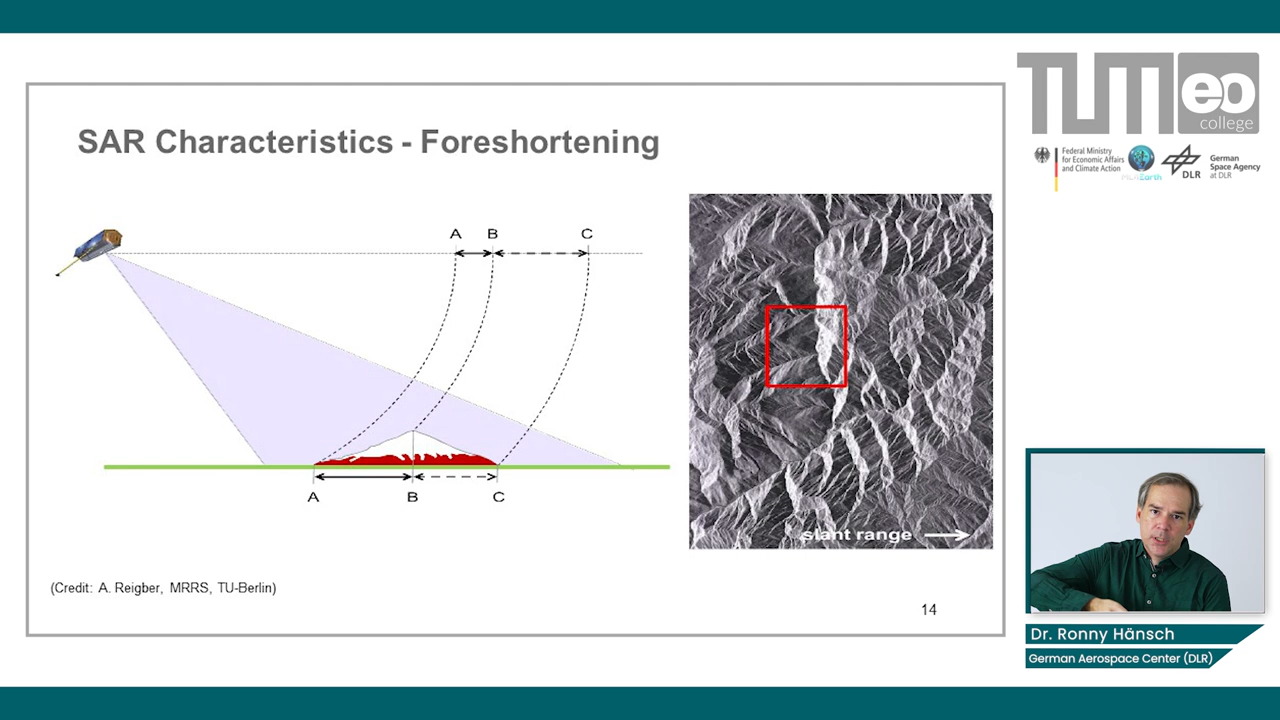 SAR Characteristics - Foreshortening
A B C
A B C
slant range
(Credit: A. Reigber, MRRS, TU-Berlin)
14
TUM eo
college
Federal Ministry
for Economic Affairs
and Climate Action
ML4Earth
DLR
German
Space Agency
at DLR
Dr. Ronny Hänsch
German Aerospace Center (DLR)